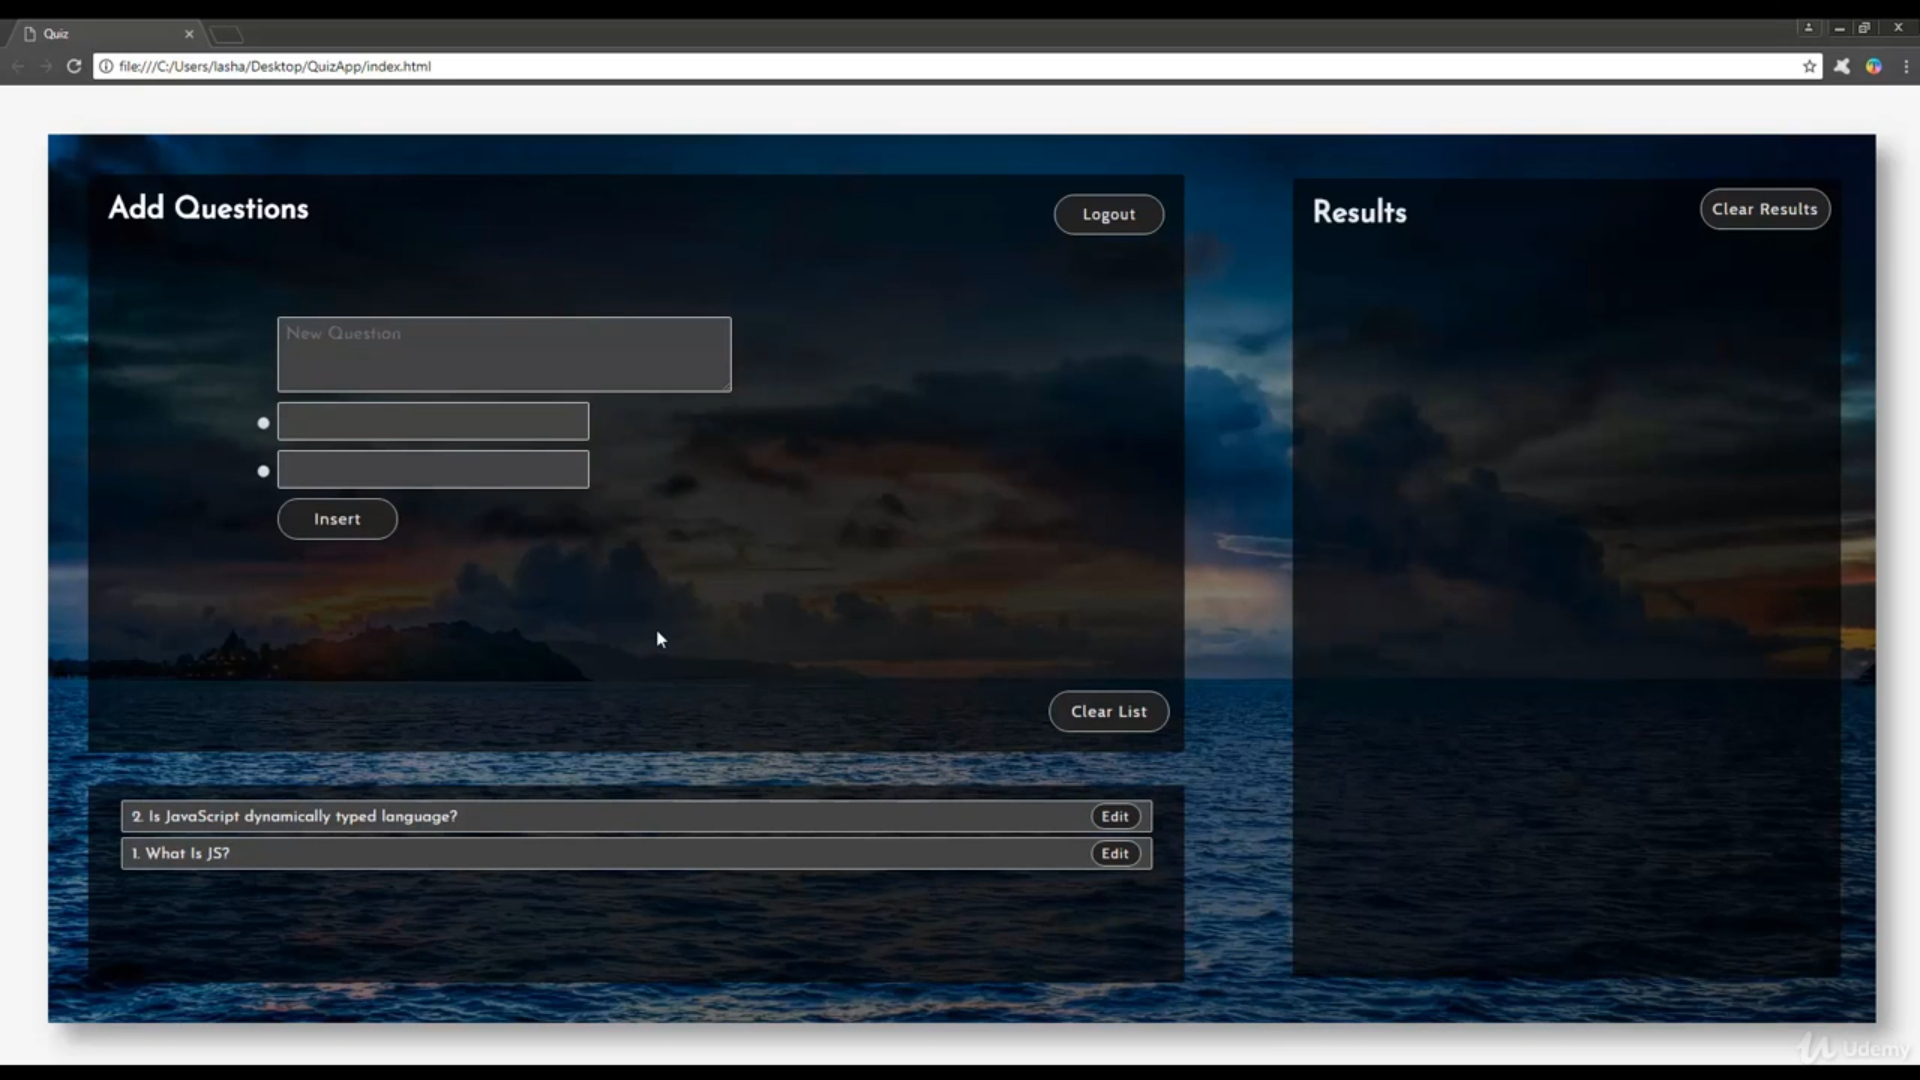 Quiz
file:///C:/Users/lasha/Desktop/QuizApp/index.html
Add Questions
Logout
Results
Clear Results
New Question
Insert
Clear List
2. Is JavaScript dynamically typed language?
Edit
1. What Is JS?
Edit
Udemy